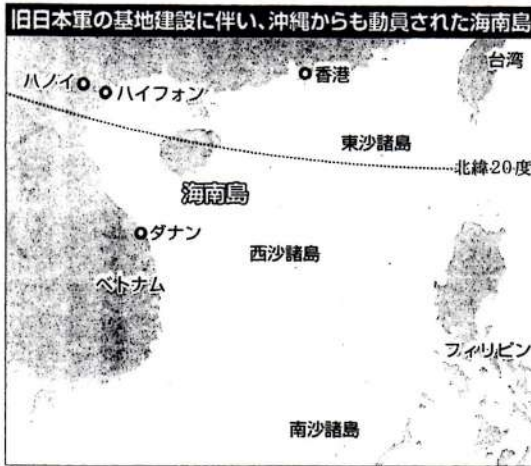 旧日本軍の基地建設に伴い、沖縄からも動員された海南島
台湾
ハノイ
香港
ハイフォン
東沙諸島
北緯20度
海南島
ダナン
西沙諸島
ベトナム
フィリピン
南沙諸島